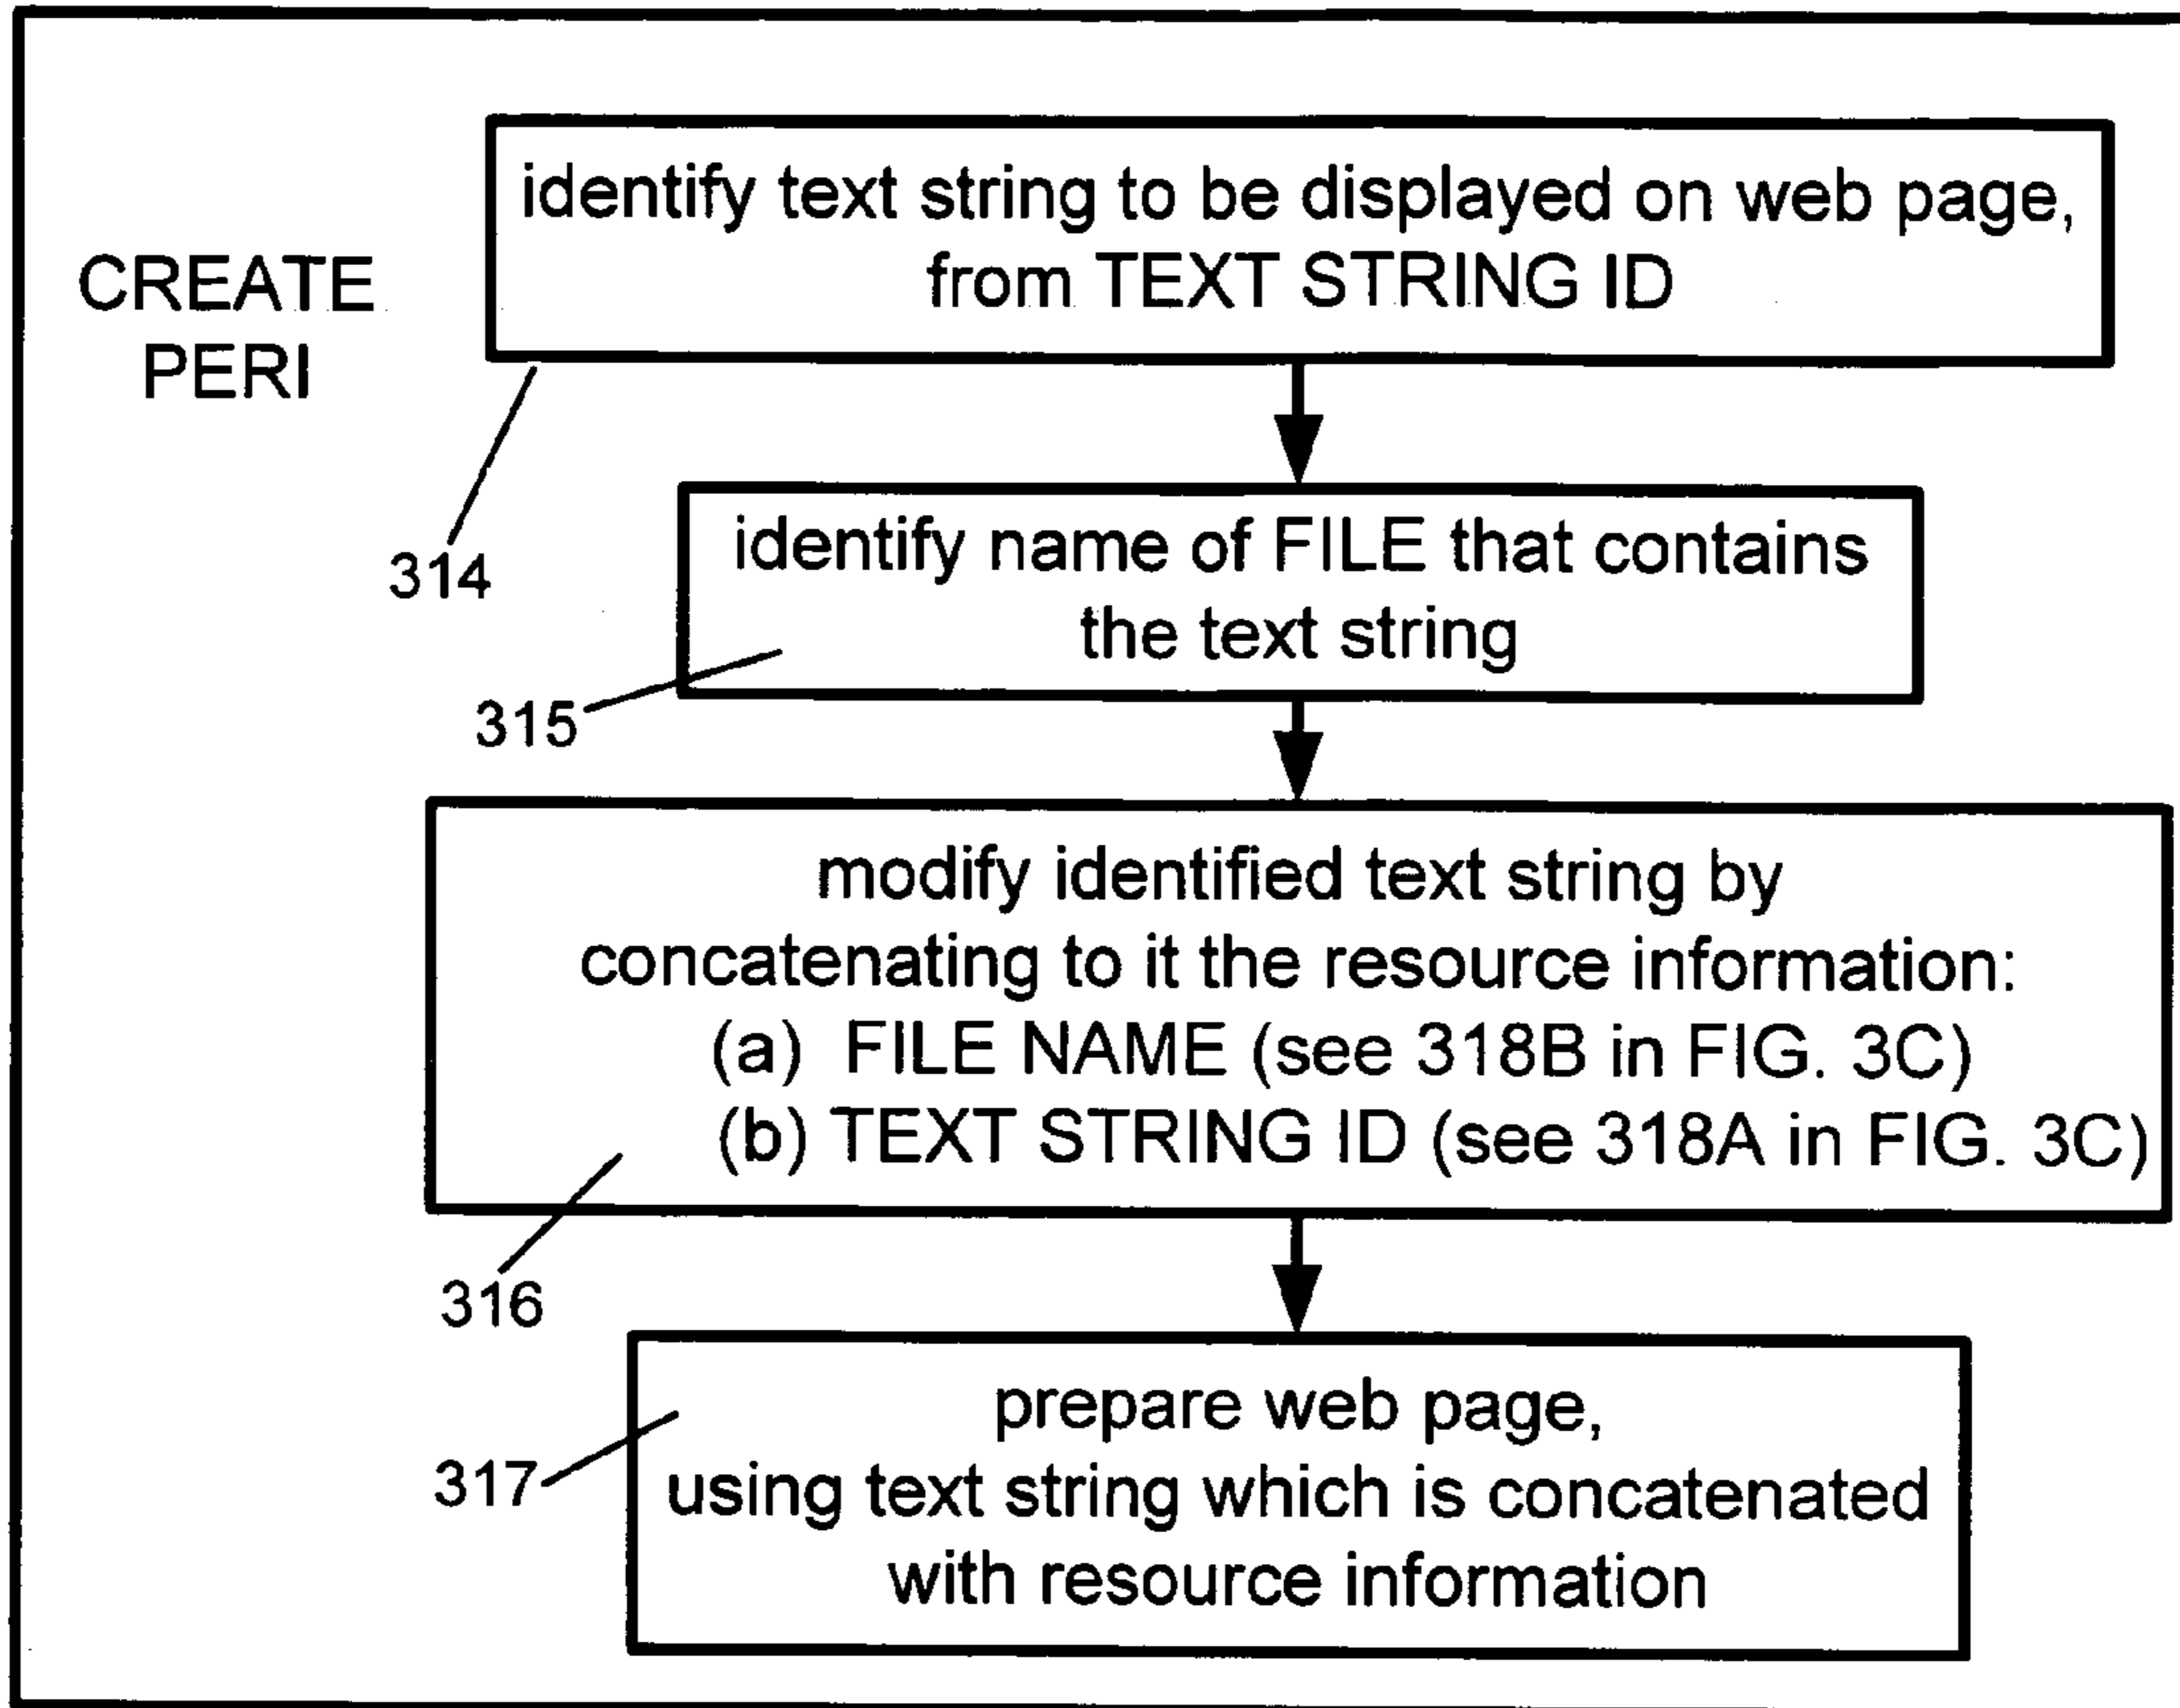 CREATE
PERI
identify text string to be displayed on web page,
from TEXT STRING ID
314
identify name of FILE that contains
the text string
315
modify identified text string by
concatenating to it the resource information:
(a) FILE NAME (see 318B in FIG. 3C)
(b) TEXT STRING ID (see 318A in FIG. 3C)
316
prepare web page,
using text string which is concatenated
with resource information
317